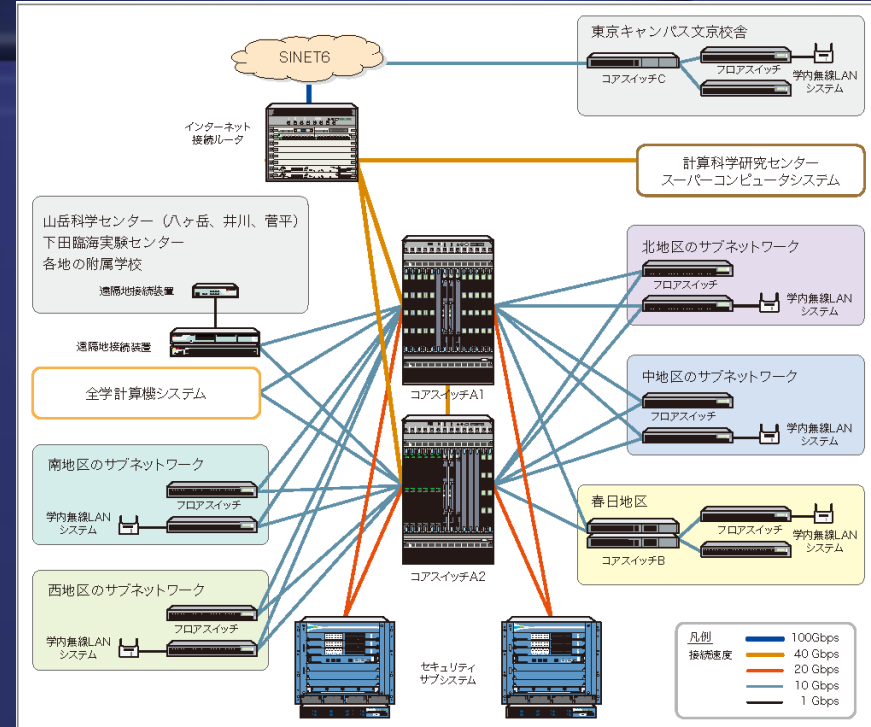 SINET6
東京キャンパス文京校舎
コアスイッチC
フロアスイッチ
学内無線LAN
システム
インターネット
接続ルータ
計算科学研究センター
スーパーコンピュータシステム
山岳科学センター（八ヶ岳、井川、菅平）
下田臨海実験センター
各地の附属学校
遠隔地接続装置
遠隔地接続装置
全学計算機システム
コアスイッチA1
コアスイッチA2
北地区のサブネットワーク
フロアスイッチ
学内無線LAN
システム
中地区のサブネットワーク
フロアスイッチ
学内無線LAN
システム
南地区のサブネットワーク
フロアスイッチ
学内無線LAN
システム
春日地区
フロアスイッチ
学内無線LAN
システム
コアスイッチB
西地区のサブネットワーク
フロアスイッチ
学内無線LAN
システム
セキュリティ
サブシステム
凡例
接続速度
100Gbps
40 Gbps
20 Gbps
10 Gbps
1 Gbps